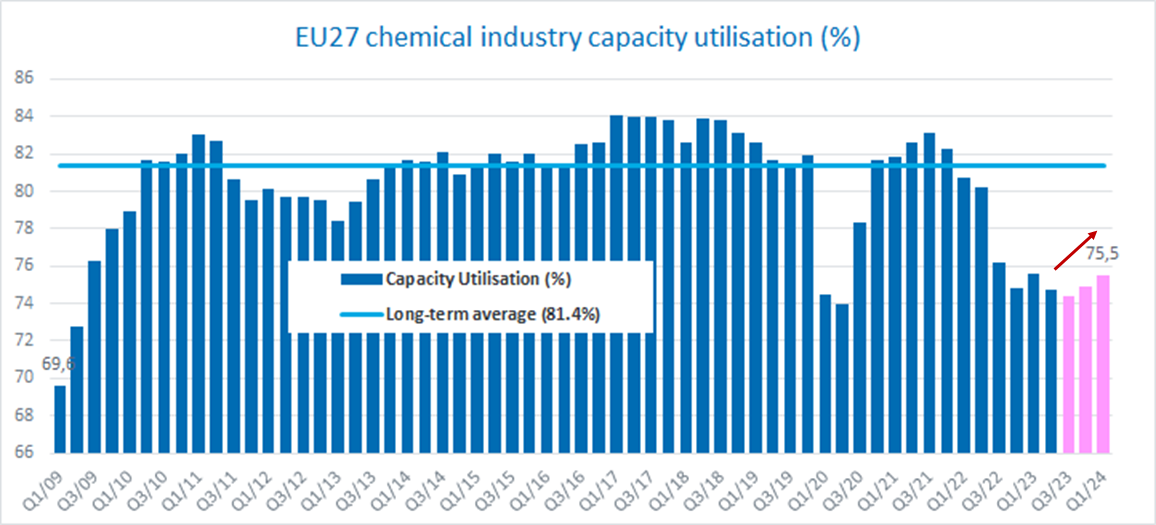 EU27 chemical industry capacity utilisation (%)
86
84
82
80
78
76
74
72
70
68
66
69,6
75,5
Capacity Utilisation (%)
Long-term average (81.4%)
Q1/09
Q3/09
Q1/10
Q3/10
Q1/11
Q3/11
Q1/12
Q3/12
Q1/13
Q3/13
Q1/14
Q3/14
Q1/15
Q3/15
Q1/16
Q3/16
Q1/17
Q3/17
Q1/18
Q3/18
Q1/19
Q3/19
Q1/20
Q3/20
Q1/21
Q3/21
Q1/22
Q3/22
Q1/23
Q3/23
Q1/24